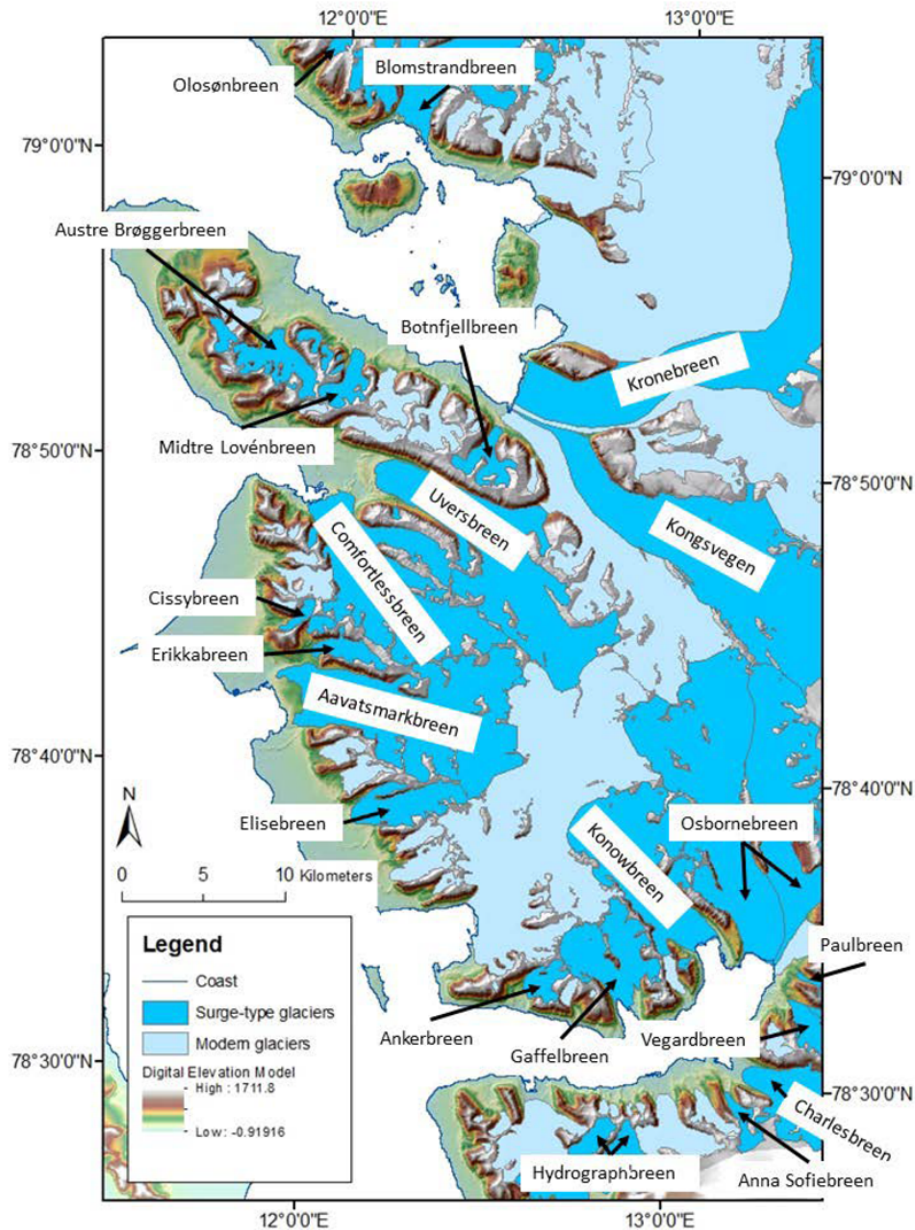 12°0'0"E
13°0'0"E
Olosønbreen
Blomstrandbreen
79°0'0"N
79°0'0"N
Austre Brøggerbreen
Botnfjellbreen
Kronebreen
Midtre Lovénbreen
78°50'0"N
78°50'0"N
Uversbreen
Kongsvegen
Comfortlessbreen
Cissybreen
Erikkabreen
Aavatsmarkbreen
78°40'0"N
78°40'0"N
N
Elisebreen
Osbornebreen
Konowbreen
0 5 10 Kilometers
Legend
Coast
Surge-type glaciers
Modern glaciers
Digital Elevation Model
High : 1711.8
Low: -0.91916
Paulbreen
Ankerbreen
Gaffelbreen
Vegardbreen
78°30'0"N
78°30'0"N
Charlesbreen
Hydrographbreen
Anna Sofiebreen
12°0'0"E
13°0'0"E